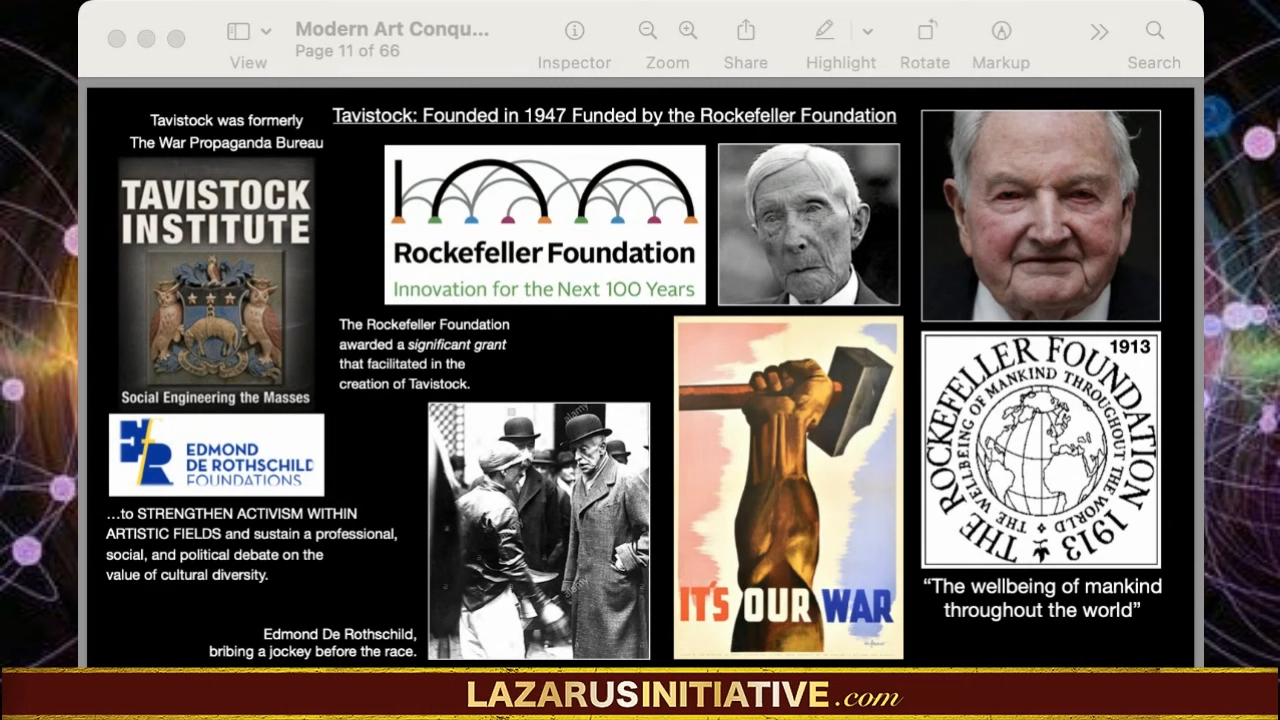 Modern Art Conqu...
Page 11 of 66
View
Inspector
Zoom
Share
Highlight
Rotate
Markup
Search
Tavistock was formerly
The War Propaganda Bureau
Tavistock: Founded in 1947 Funded by the Rockefeller Foundation
TAVISTOCK
INSTITUTE
Social Engineering the Masses
Rockefeller Foundation
Innovation for the Next 100 Years
The Rockefeller Foundation
awarded a significant grant
that facilitated in the
creation of Tavistock.
EDMOND
DE ROTHSCHILD
FOUNDATIONS
...to STRENGTHEN ACTIVISM WITHIN
ARTISTIC FIELDS and sustain a professional,
social, and political debate on the
value of cultural diversity.
Edmond De Rothschild,
bribing a jockey before the race.
alamy
alamy
IT'S OUR WAR
1913
THE ROCKEFELLER FOUNDATION 1913
THE WELLBEING OF MANKIND THROUGHOUT THE WORLD
“The wellbeing of mankind
throughout the world”
LAZARUSINITIATIVE.com